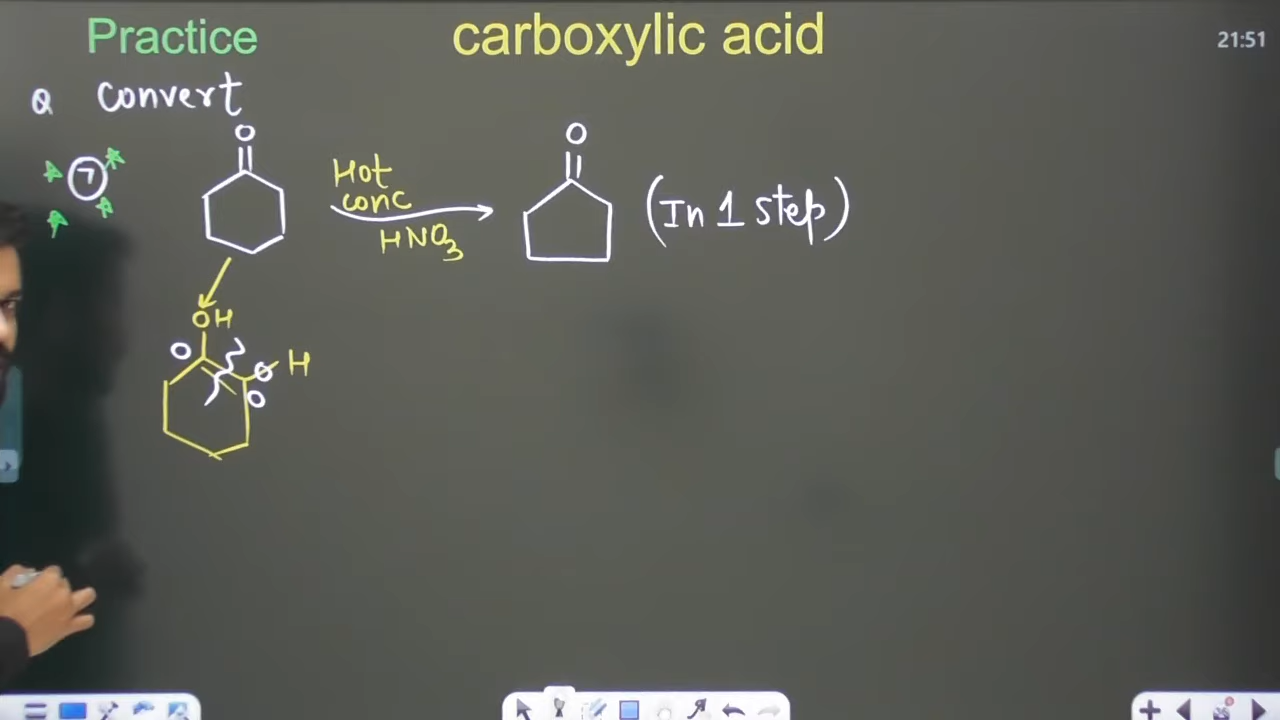 Practice
carboxylic acid
21:51
Q Convert
7
O
Hot
conc
HNO3
O
(In 1 step)
OH
O
O H
O